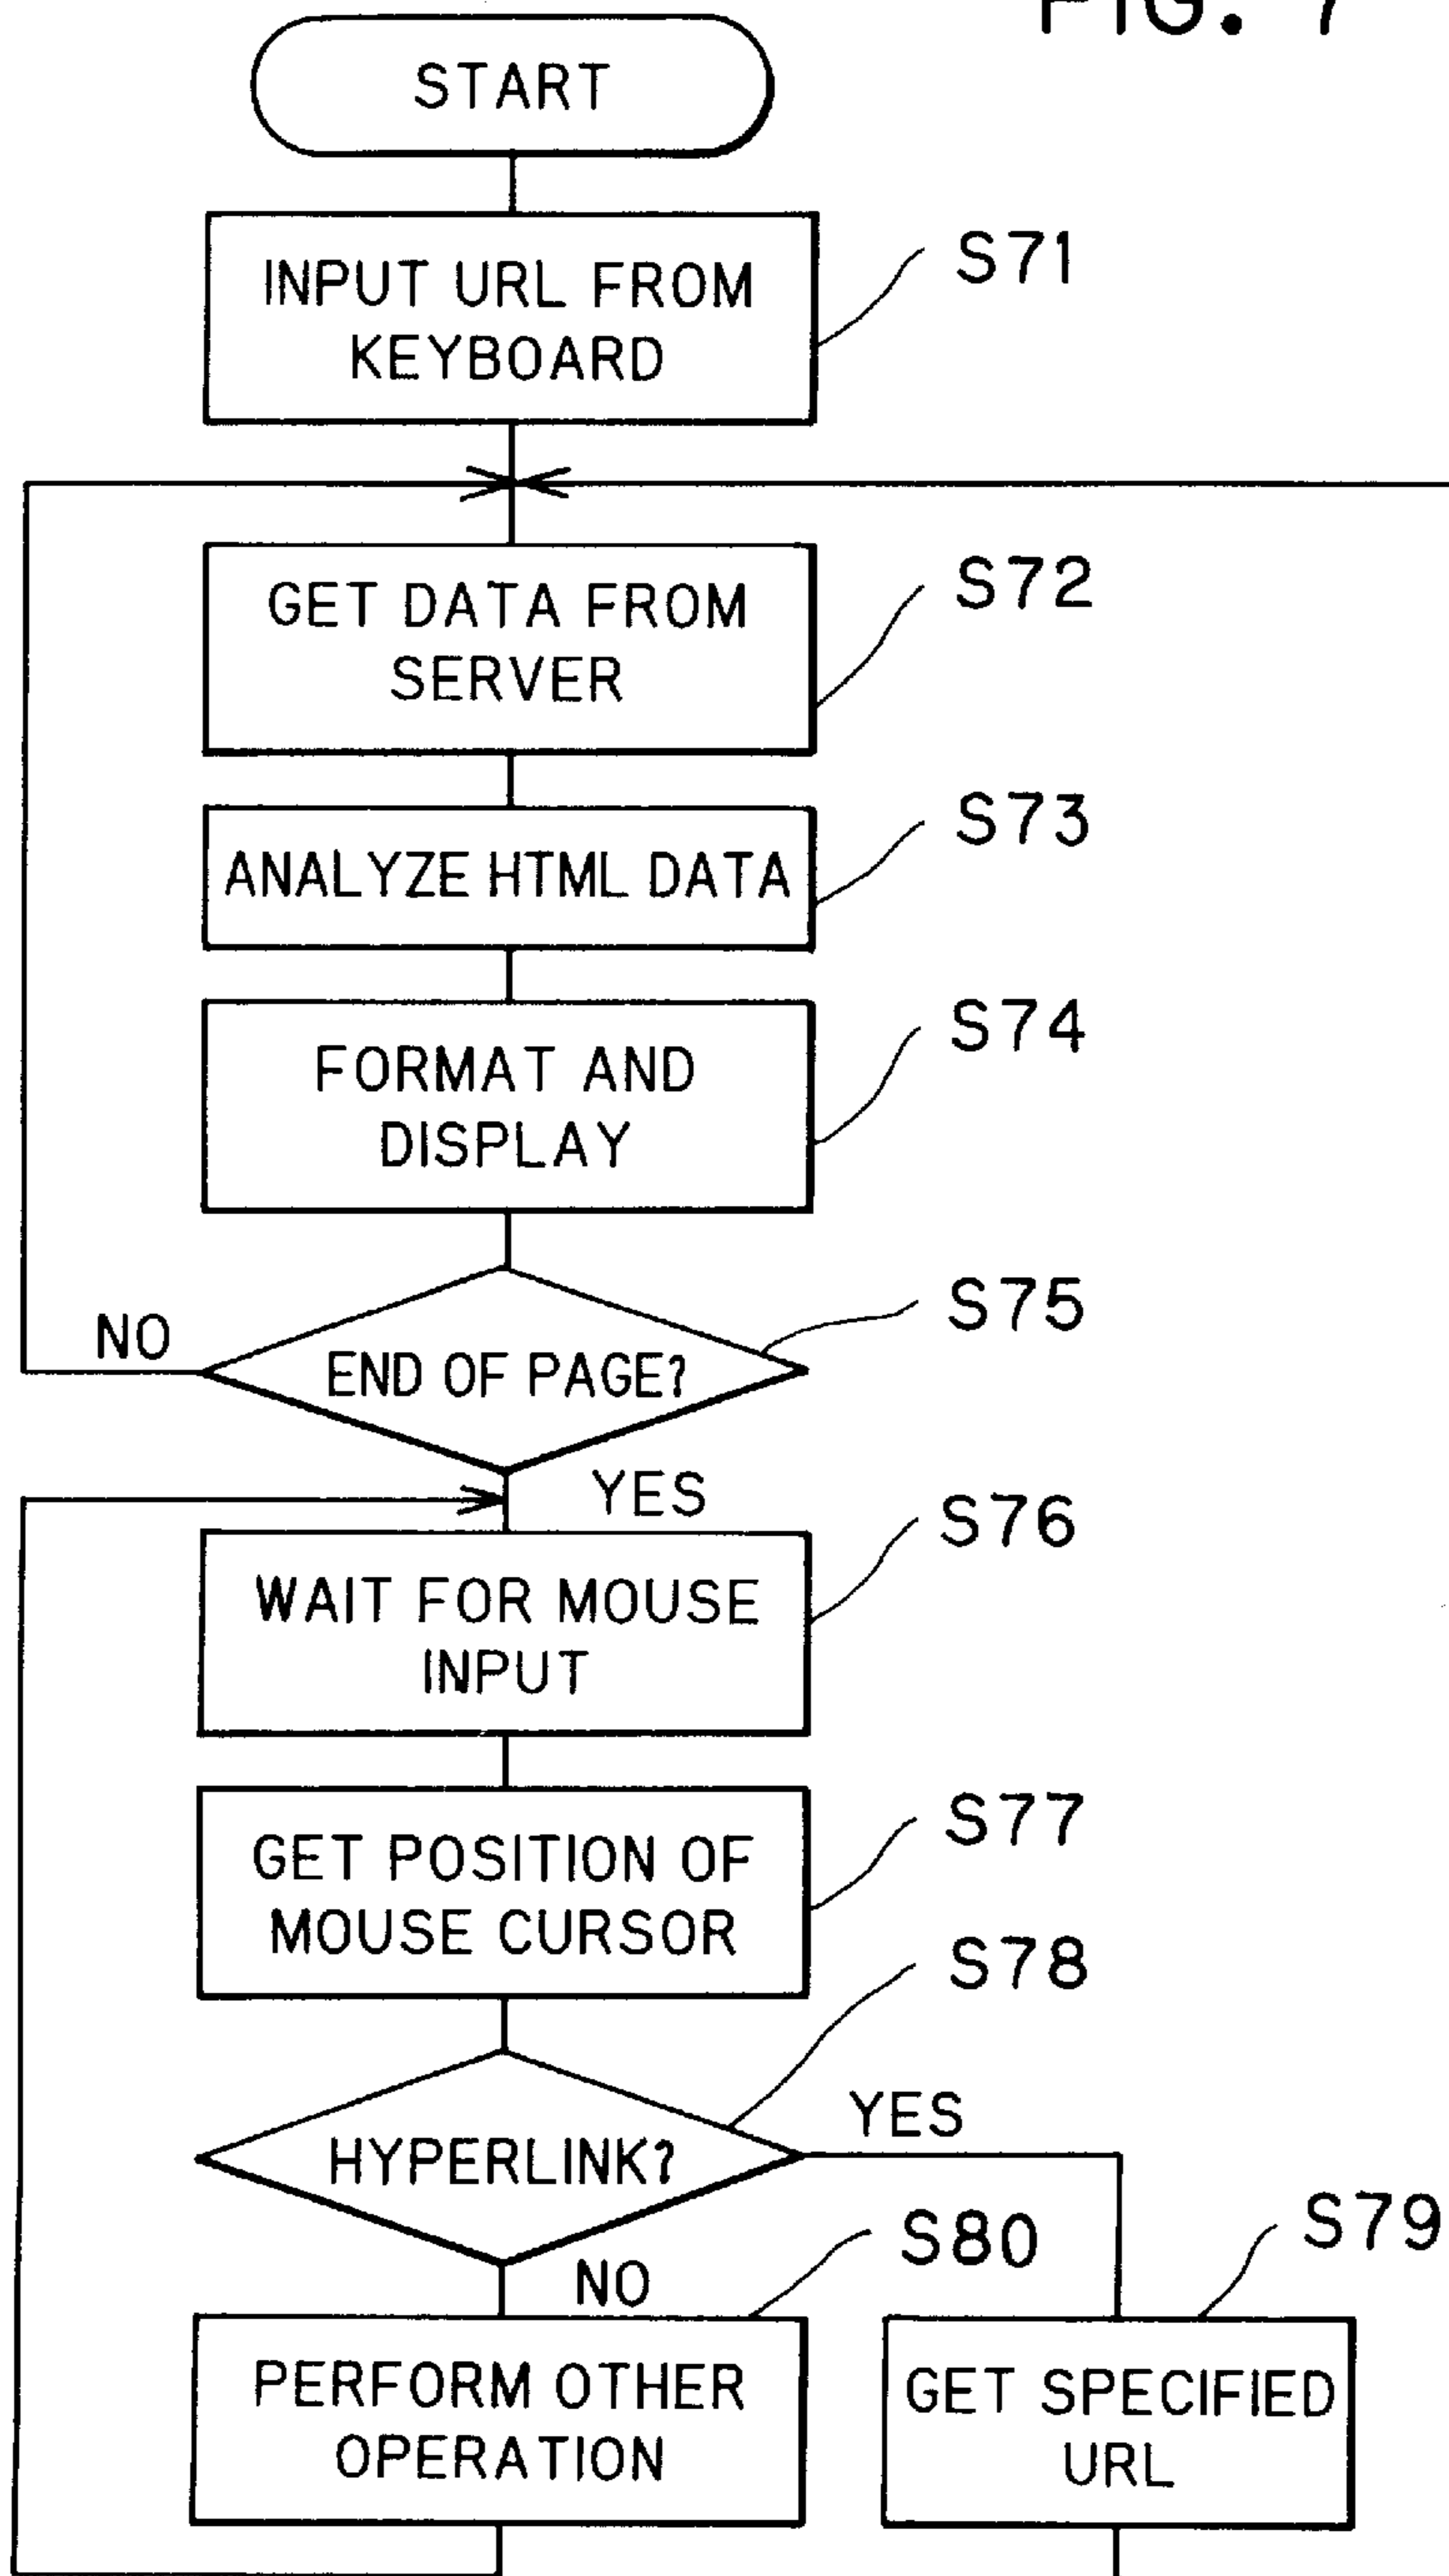 FIG. 7
START
INPUT URL FROM
KEYBOARD
S71
GET DATA FROM
SERVER
S72
ANALYZE HTML DATA
S73
FORMAT AND
DISPLAY
S74
END OF PAGE?
S75
NO
YES
WAIT FOR MOUSE
INPUT
S76
GET POSITION OF
MOUSE CURSOR
S77
HYPERLINK?
S78
YES
NO
PERFORM OTHER
OPERATION
S80
GET SPECIFIED
URL
S79